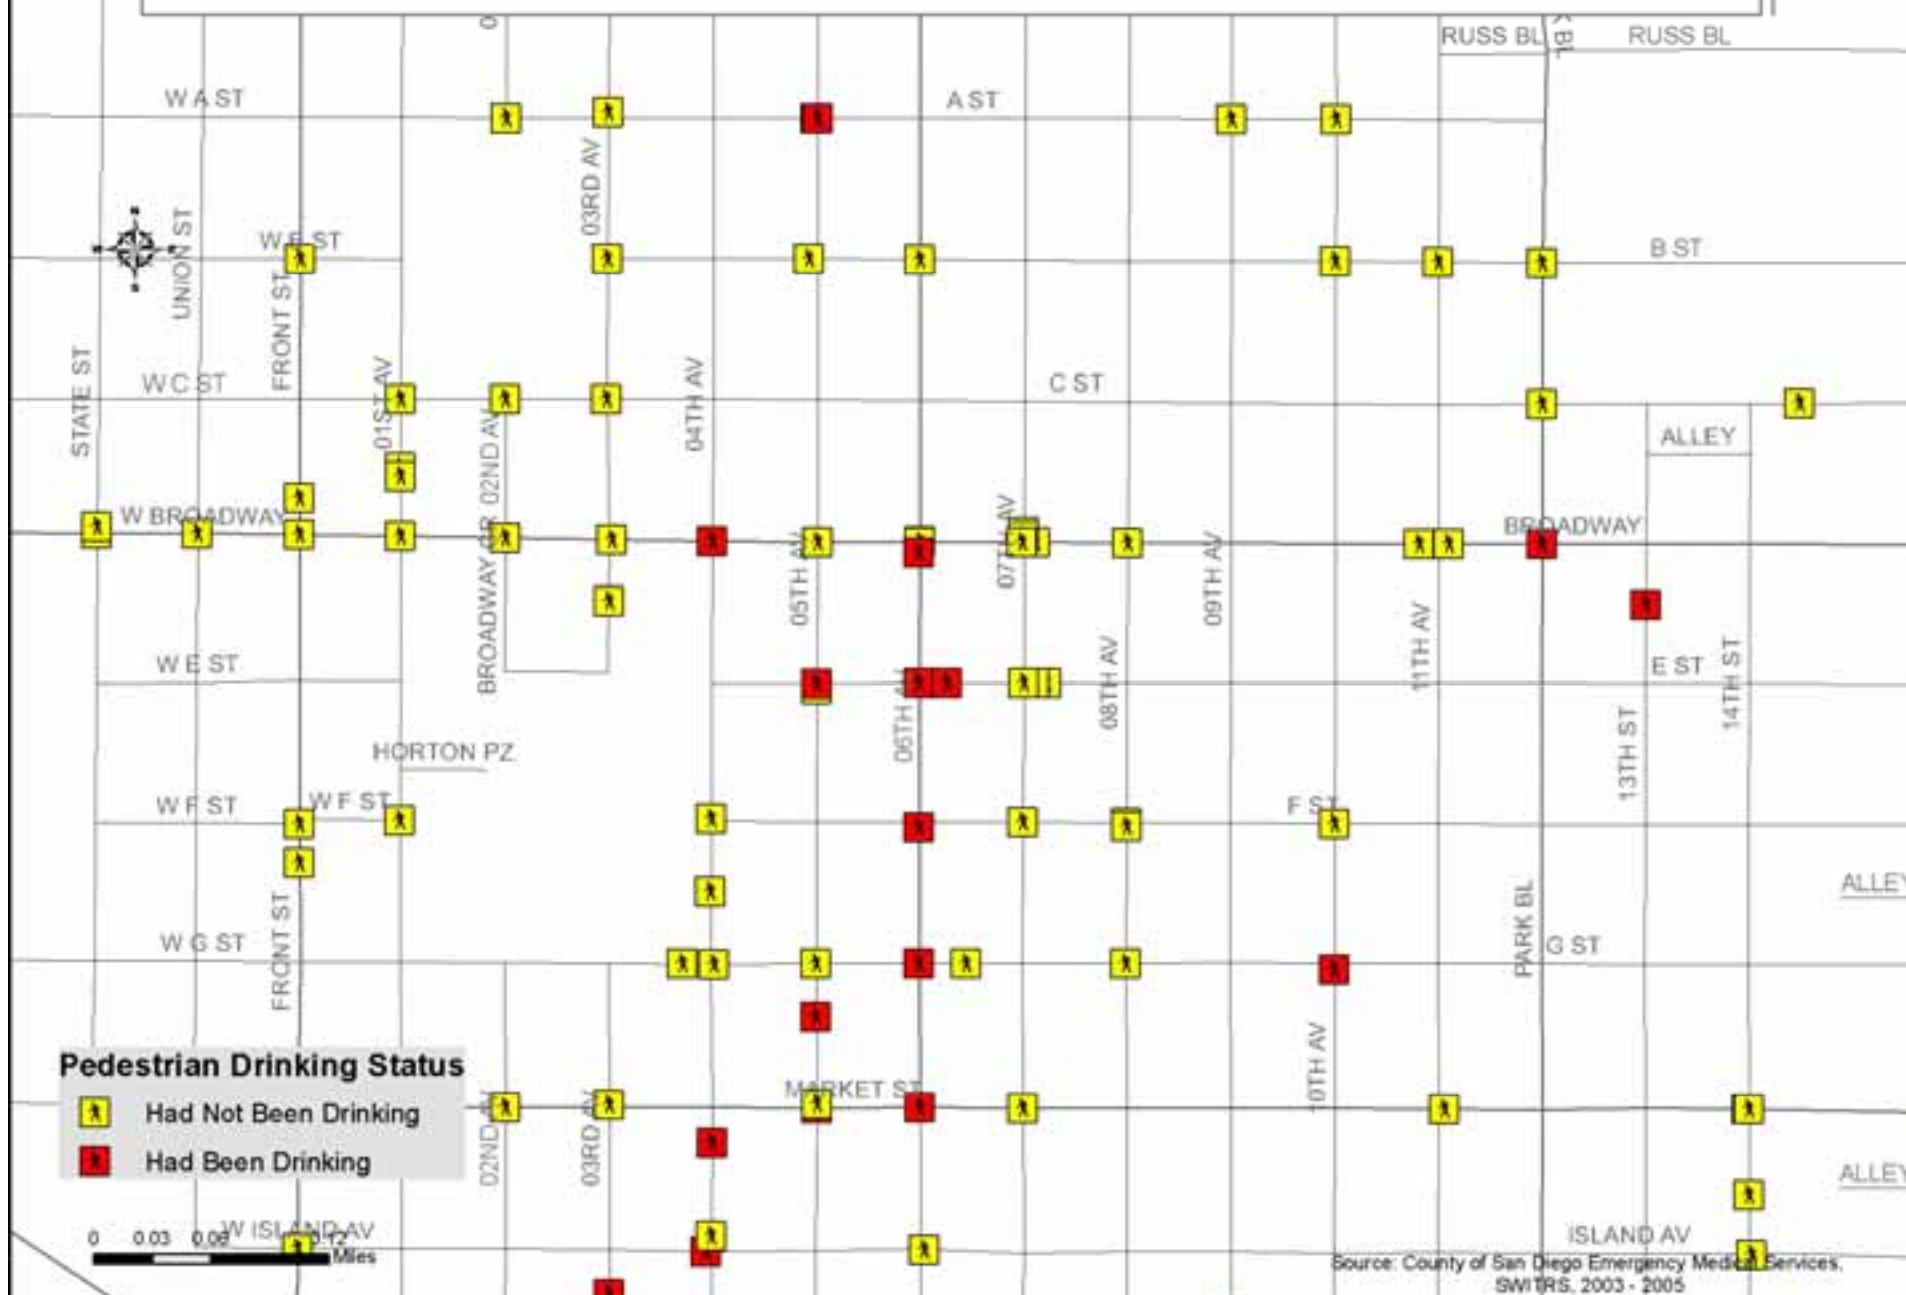 RUSS BL
RUSS BL
W A ST
A ST
03RD AV
UNION ST
W B ST
B ST
FRONT ST
STATE ST
W C ST
01ST AV
04TH AV
C ST
ALLEY
BROADWAY CR 02ND AV
W BROADWAY
05TH AV
07TH AV
09TH AV
BROADWAY
11TH AV
W E ST
06TH AV
08TH AV
E ST
14TH ST
13TH ST
HORTON PZ
W F ST
W F ST
F ST
ALLEY
FRONT ST
W G ST
PARK BL
G ST
10TH AV
Pedestrian Drinking Status
Had Not Been Drinking
Had Been Drinking
MARKET ST
02ND AV
03RD AV
ALLEY
W ISLAND AV
ISLAND AV
0 0.03 0.06 0.12
Miles
Source: County of San Diego Emergency Medical Services,
SWITRS, 2003 - 2005